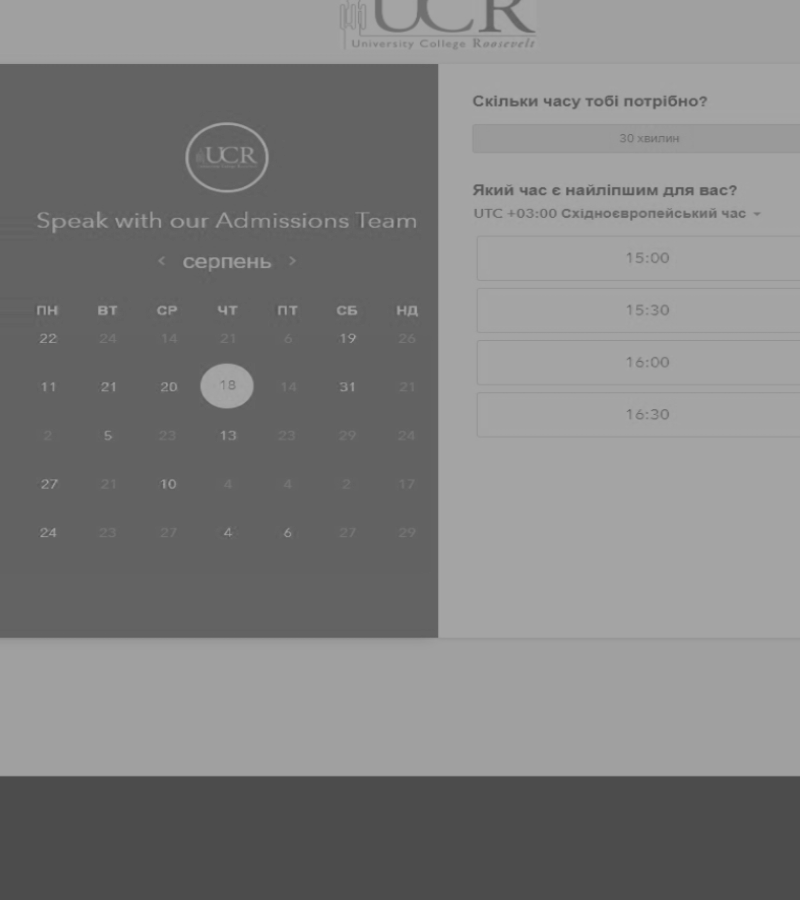 UCR
University College Roosevelt
UCR
Speak with our Admissions Team
< серпень >
ПН ВТ СР ЧТ ПТ СБ НД
22 24 14 21 6 19 26
11 21 20 18 14 31 21
2 5 23 13 23 29 24
27 21 10 4 4 2 17
24 23 27 4 6 27 29
Скільки часу тобі потрібно?
30 хвилин
Який час є найліпшим для вас?
UTC +03:00 Східноєвропейський час
15:00
15:30
16:00
16:30